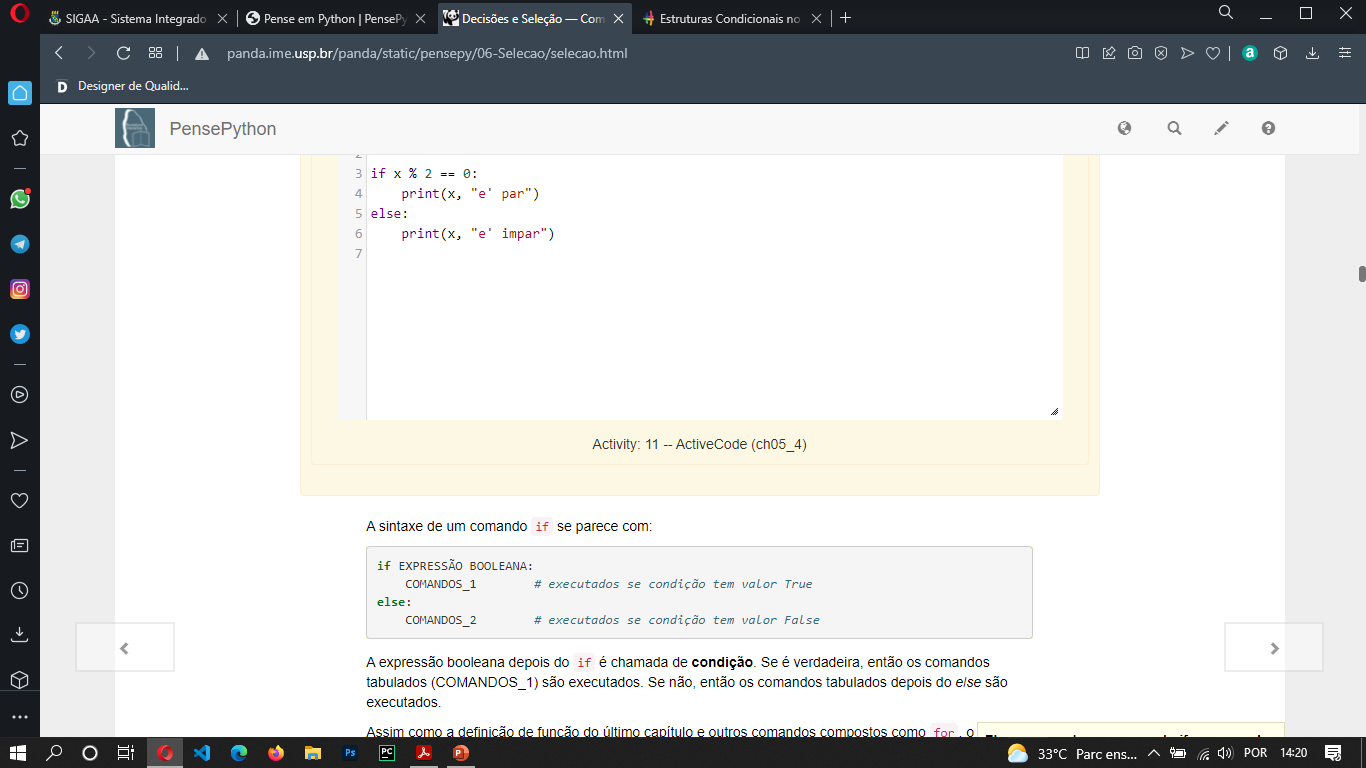 SIGAA - Sistema Integrado
Pense em Python | PensePy
Decisões e Seleção — Com
Estruturas Condicionais no
panda.ime.usp.br/panda/static/pensepy/06-Selecao/selecao.html
D Designer de Qualid...
PensePython
2
3 if x % 2 == 0:
4 print(x, "e' par")
5 else:
6 print(x, "e' impar")
7
Activity: 11 -- ActiveCode (ch05_4)
A sintaxe de um comando if se parece com:
if EXPRESSÃO BOOLEANA:
COMANDOS_1 # executados se condição tem valor True
else:
COMANDOS_2 # executados se condição tem valor False
A expressão booleana depois do if é chamada de condição. Se é verdadeira, então os comandos
tabulados (COMANDOS_1) são executados. Se não, então os comandos tabulados depois do else são
executados.
Assim como a definição de função do último capítulo e outros comandos compostos como for, o
33°C Parc ens... POR 14:20